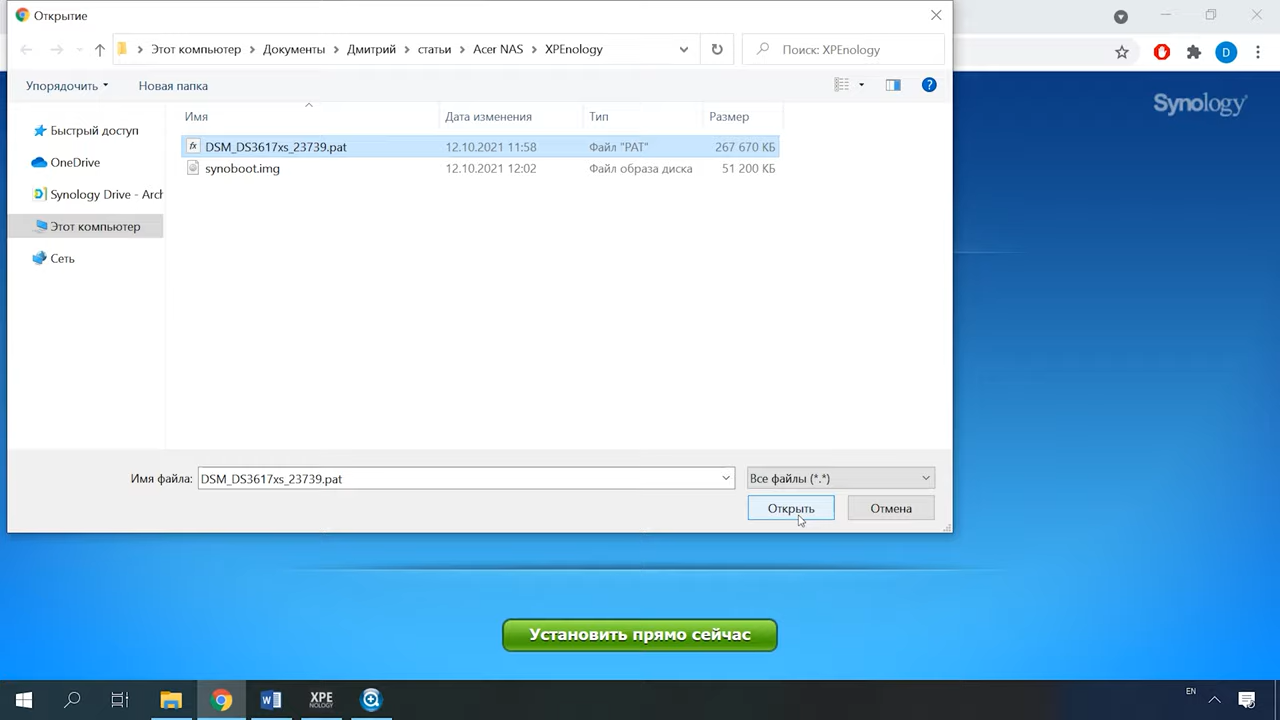 Открытие
Этот компьютер > Документы > Дмитрий > статьи > Acer NAS > XPEnology
Поиск: XPEnology
D
Упорядочить
Новая папка
?
Synology
Имя
Дата изменения
Тип
Размер
Быстрый доступ
OneDrive
Synology Drive - Arch
Этот компьютер
Сеть
DSM_DS3617xs_23739.pat
12.10.2021 11:58
Файл "PAT"
267 670 КБ
synoboot.img
12.10.2021 12:02
Файл образа диска
51 200 КБ
Имя файла:
DSM_DS3617xs_23739.pat
Все файлы (*.*)
Открыть
Отмена
Установить прямо сейчас
W
XPE
NOLOGY
EN